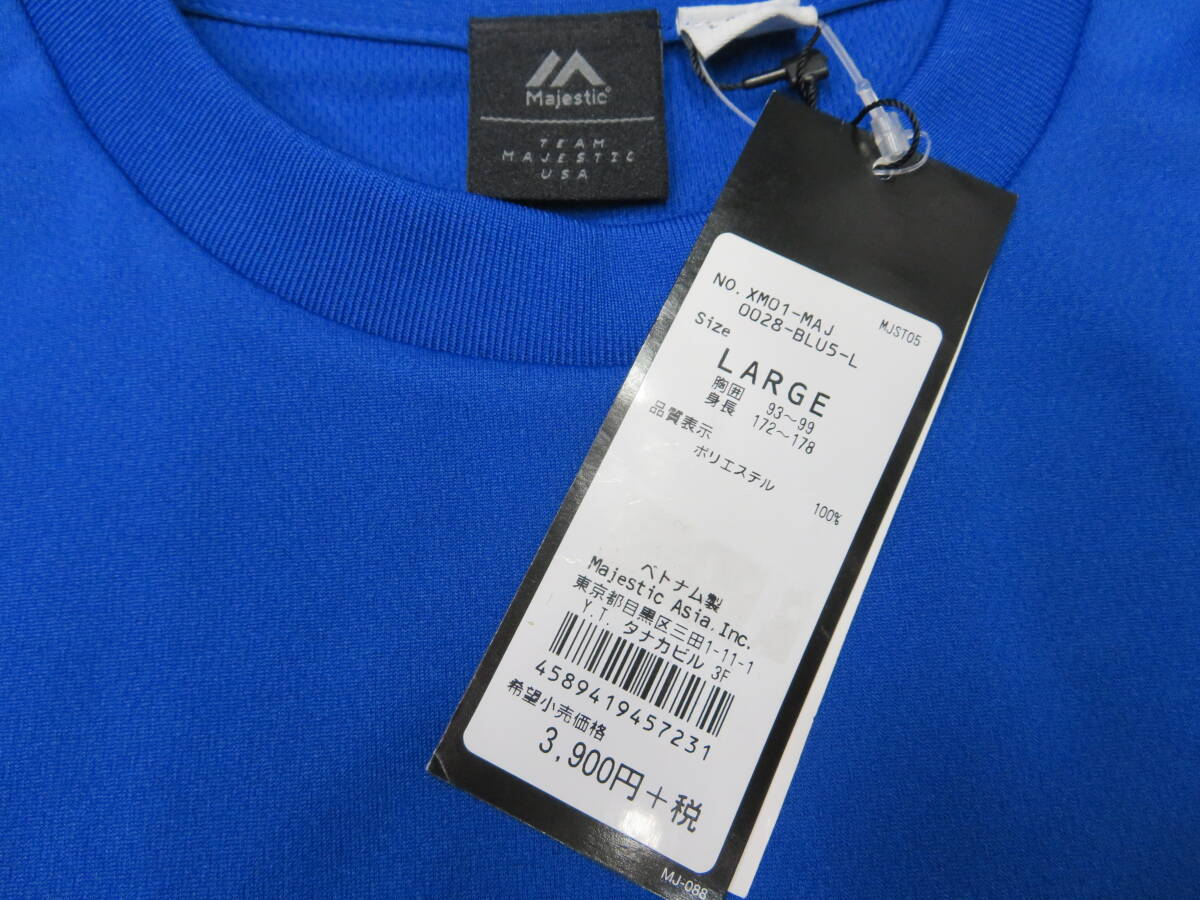 Majestic
TEAM
MAJESTIC
USA
NO. XM01-MAJ
0028-BLU5-L
MJST05
Size
LARGE
胸囲 93～99
身長 172～178
品質表示
ポリエステル 100%
ベトナム製
Majestic Asia.Inc.
東京都目黒区三田1-11-1
Y.T. タナカビル 3F
4589419457231
希望小売価格
3,900円+税
MJ-088